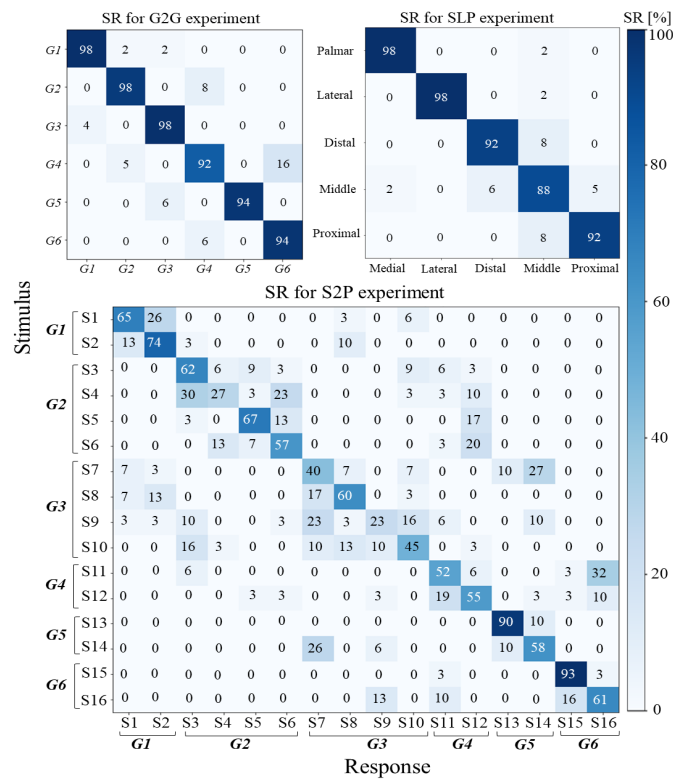 SR for G2G experiment
G1 98 2 2 0 0 0
G2 0 98 0 8 0 0
G3 4 0 98 0 0 0
G4 0 5 0 92 0 16
G5 0 0 6 0 94 0
G6 0 0 0 6 0 94
G1 G2 G3 G4 G5 G6
SR for SLP experiment
Palmar 98 0 0 2 0
Lateral 0 98 0 2 0
Distal 0 0 92 8 0
Middle 2 0 6 88 5
Proximal 0 0 0 8 92
Medial Lateral Distal Middle Proximal
SR [%]
100
80
60
40
20
0
Stimulus
SR for S2P experiment
G1
G2
G3
G4
G5
G6
S1 65 26 0 0 0 0 0 3 0 6 0 0 0 0 0 0
S2 13 74 3 0 0 0 0 10 0 0 0 0 0 0 0 0
S3 0 0 62 6 9 3 0 0 0 9 6 3 0 0 0 0
S4 0 0 30 27 3 23 0 0 0 3 3 10 0 0 0 0
S5 0 0 3 0 67 13 0 0 0 0 0 17 0 0 0 0
S6 0 0 0 13 7 57 0 0 0 0 3 20 0 0 0 0
S7 7 3 0 0 0 0 40 7 0 7 0 0 10 27 0 0
S8 7 13 0 0 0 0 17 60 0 3 0 0 0 0 0 0
S9 3 3 10 0 0 3 23 3 23 16 6 0 0 10 0 0
S10 0 0 16 3 0 0 10 13 10 45 0 3 0 0 0 0
S11 0 0 6 0 0 0 0 0 0 0 52 6 0 0 3 32
S12 0 0 0 0 3 3 0 0 3 0 19 55 0 3 3 10
S13 0 0 0 0 0 0 0 0 0 0 0 0 90 10 0 0
S14 0 0 0 0 0 0 26 0 6 0 0 0 10 58 0 0
S15 0 0 0 0 0 0 0 0 0 0 3 0 0 0 93 3
S16 0 0 0 0 0 0 0 0 13 0 10 0 0 0 16 61
S1 S2 S3 S4 S5 S6 S7 S8 S9 S10 S11 S12 S13 S14 S15 S16
G1 G2 G3 G4 G5 G6
Response